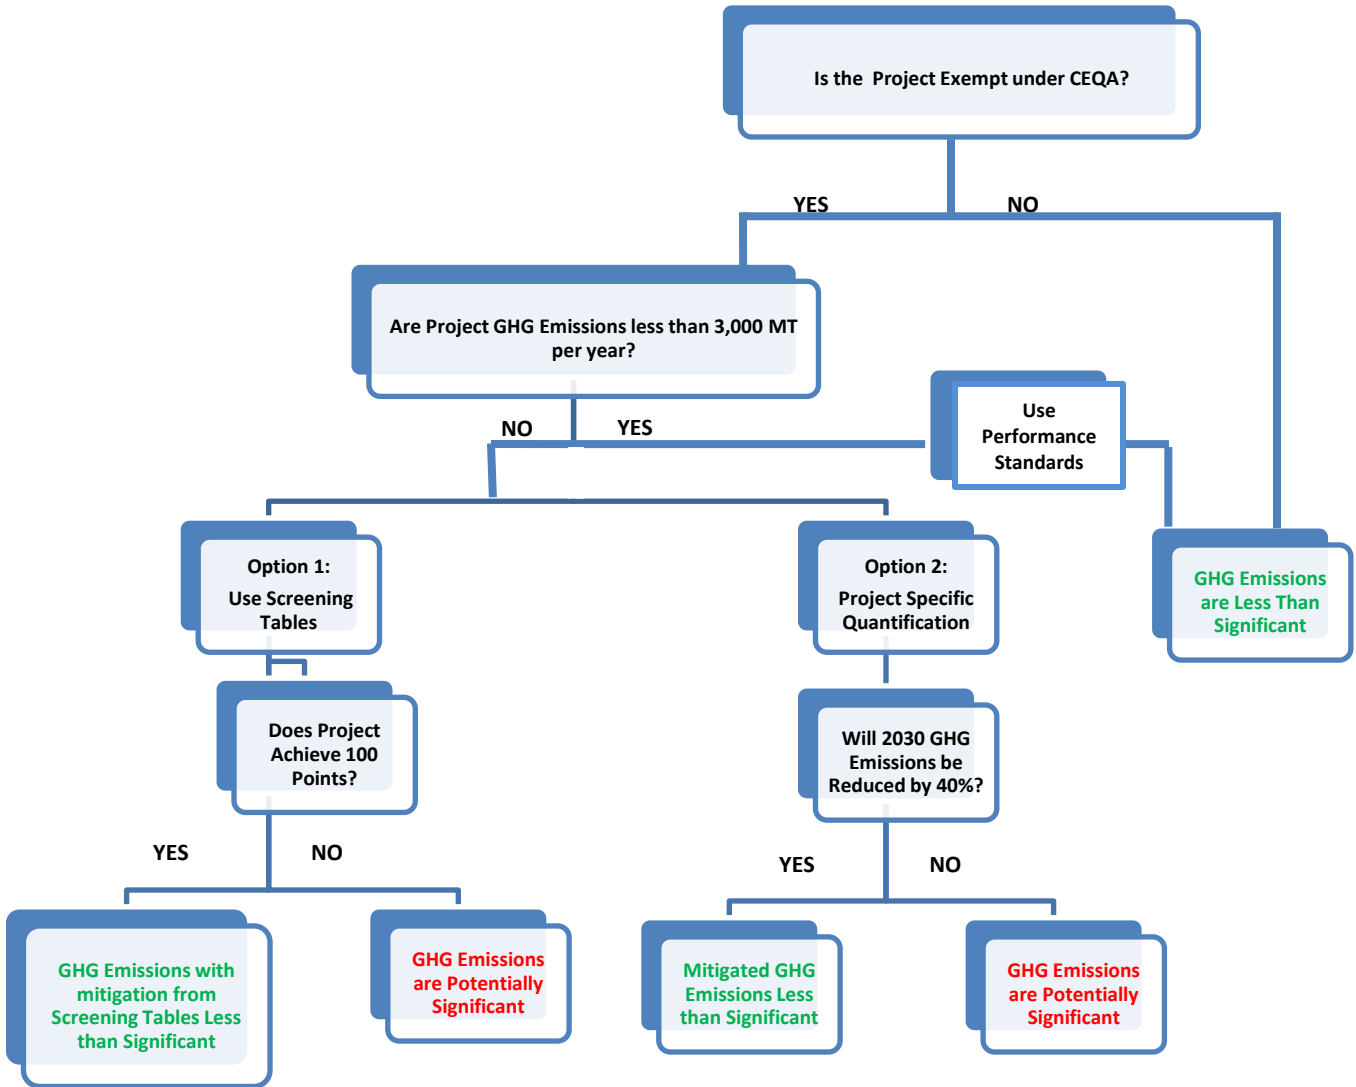 Is the Project Exempt under CEQA?
YES
NO
Are Project GHG Emissions less than 3,000 MT
per year?
NO
YES
Use
Performance
Standards
Option 1:
Use Screening
Tables
Option 2:
Project Specific
Quantification
GHG Emissions
are Less Than
Significant
Does Project
Achieve 100
Points?
Will 2030 GHG
Emissions be
Reduced by 40%?
YES
NO
YES
NO
GHG Emissions with
mitigation from
Screening Tables Less
than Significant
GHG Emissions
are Potentially
Significant
Mitigated GHG
Emissions Less
than Significant
GHG Emissions
are Potentially
Significant